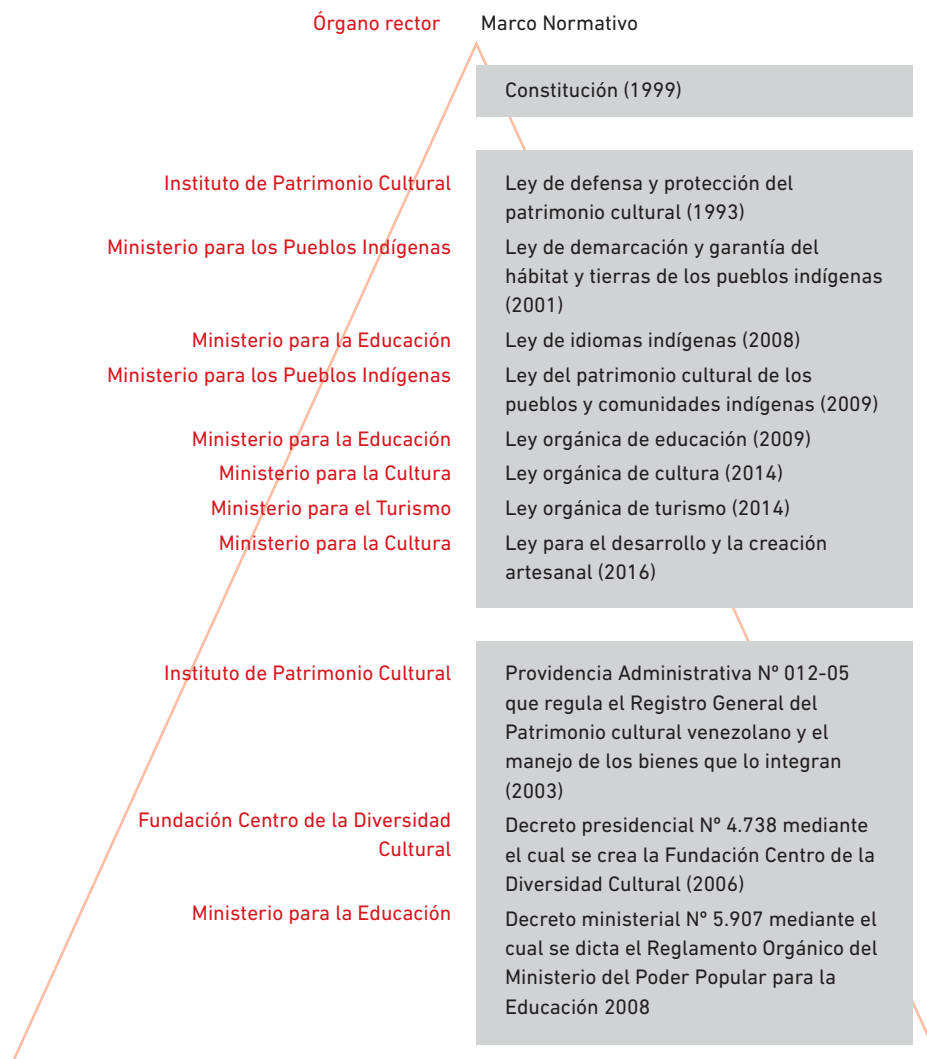 Órgano rector Marco Normativo
Constitución (1999)
Instituto de Patrimonio Cultural Ley de defensa y protección del
patrimonio cultural (1993)
Ministerio para los Pueblos Indígenas Ley de demarcación y garantía del
hábitat y tierras de los pueblos indígenas
(2001)
Ministerio para la Educación Ley de idiomas indígenas (2008)
Ministerio para los Pueblos Indígenas Ley del patrimonio cultural de los
pueblos y comunidades indígenas (2009)
Ministerio para la Educación Ley orgánica de educación (2009)
Ministerio para la Cultura Ley orgánica de cultura (2014)
Ministerio para el Turismo Ley orgánica de turismo (2014)
Ministerio para la Cultura Ley para el desarrollo y la creación
artesanal (2016)
Instituto de Patrimonio Cultural Providencia Administrativa Nº 012-05
que regula el Registro General del
Patrimonio cultural venezolano y el
manejo de los bienes que lo integran
(2003)
Fundación Centro de la Diversidad Decreto presidencial Nº 4.738 mediante
Cultural el cual se crea la Fundación Centro de la
Diversidad Cultural (2006)
Ministerio para la Educación Decreto ministerial Nº 5.907 mediante el
cual se dicta el Reglamento Orgánico del
Ministerio del Poder Popular para la
Educación 2008